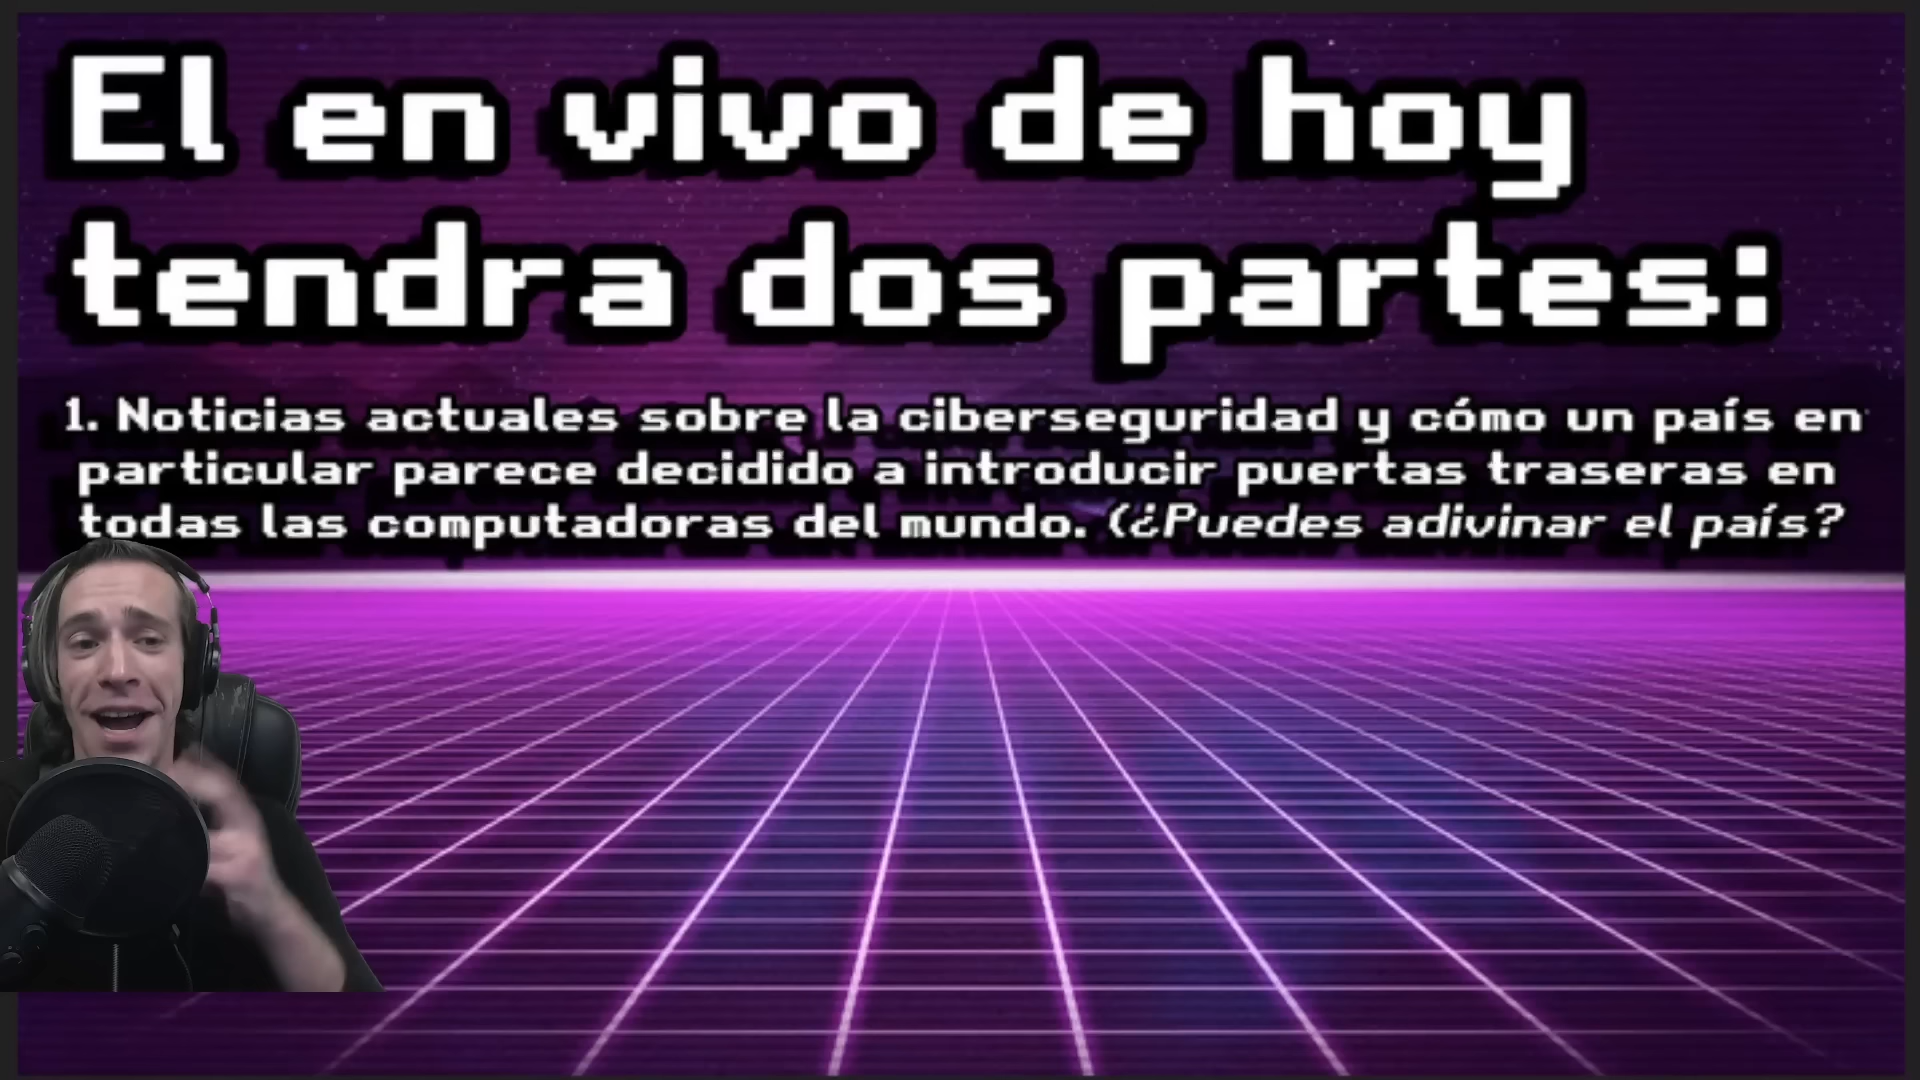 El en vivo de hoy
tendra dos partes:
1. Noticias actuales sobre la ciberseguridad y cómo un país en
particular parece decidido a introducir puertas traseras en
todas las computadoras del mundo. (¿Puedes adivinar el país?